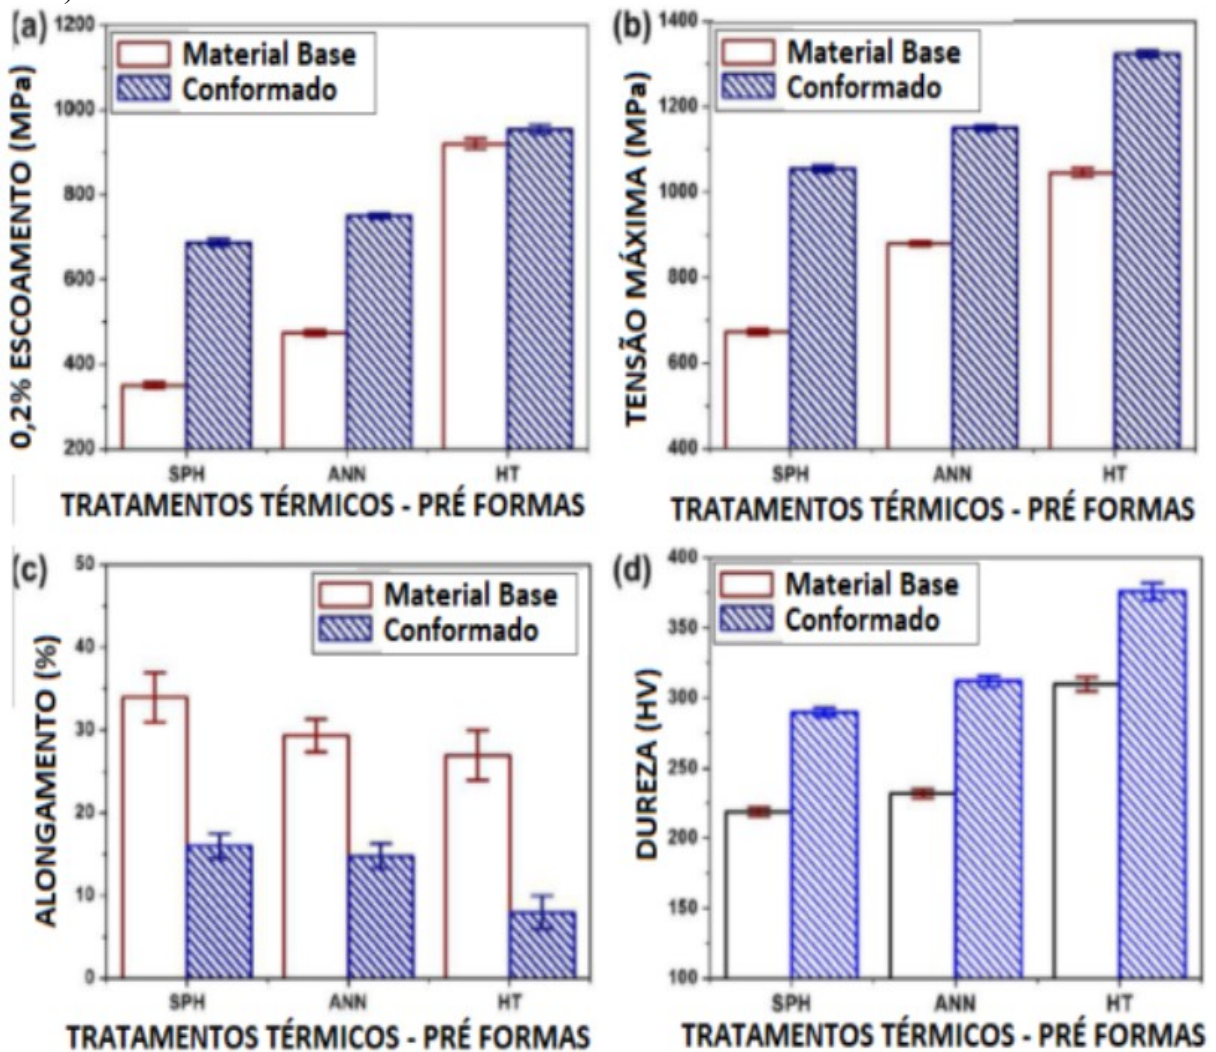 (a)
1200
1000
800
600
400
200
0,2% ESCOAMENTO (MPa)
Material Base
Conformado
SPH ANN HT
TRATAMENTOS TÉRMICOS - PRÉ FORMAS
(b)
1400
1200
1000
800
600
400
TENSÃO MÁXIMA (MPa)
Material Base
Conformado
SPH ANN HT
TRATAMENTOS TÉRMICOS - PRÉ FORMAS
(c)
50
40
30
20
10
0
ALONGAMENTO (%)
Material Base
Conformado
SPH ANN HT
TRATAMENTOS TÉRMICOS - PRÉ FORMAS
(d)
400
350
300
250
200
150
100
DUREZA (HV)
Material Base
Conformado
SPH ANN HT
TRATAMENTOS TÉRMICOS - PRÉ FORMAS